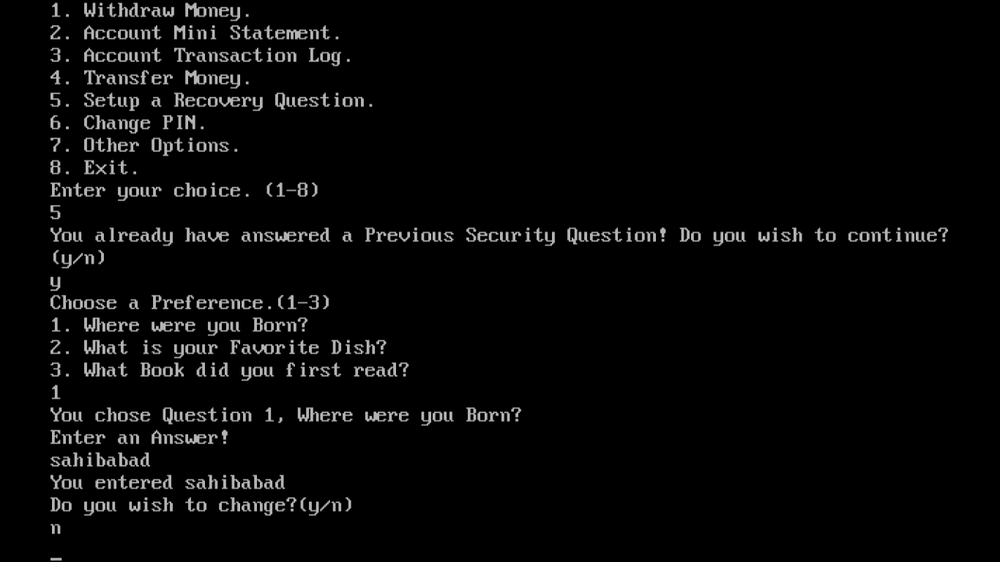 1. Withdraw Money.
2. Account Mini Statement.
3. Account Transaction Log.
4. Transfer Money.
5. Setup a Recovery Question.
6. Change PIN.
7. Other Options.
8. Exit.
Enter your choice. (1-8)
5
You already have answered a Previous Security Question! Do you wish to continue?
(y/n)
y
Choose a Preference.(1-3)
1. Where were you Born?
2. What is your Favorite Dish?
3. What Book did you first read?
1
You chose Question 1, Where were you Born?
Enter an Answer!
sahibabad
You entered sahibabad
Do you wish to change?(y/n)
n
_